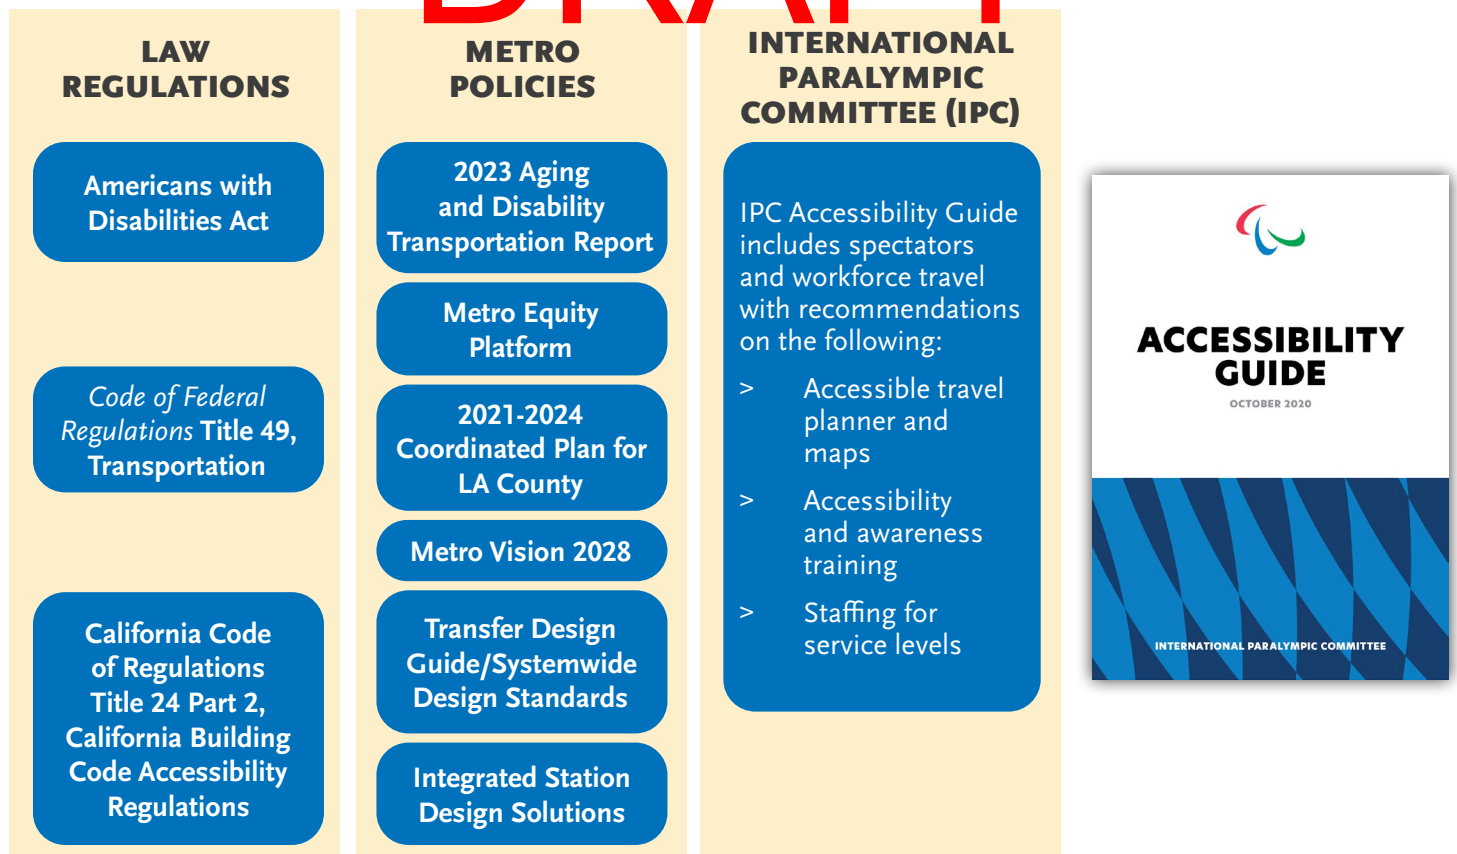 DRAFT
LAW
REGULATIONS
Americans with
Disabilities Act
Code of Federal
Regulations Title 49,
Transportation
California Code
of Regulations
Title 24 Part 2,
California Building
Code Accessibility
Regulations
METRO
POLICIES
2023 Aging
and Disability
Transportation Report
Metro Equity
Platform
2021-2024
Coordinated Plan for
LA County
Metro Vision 2028
Transfer Design
Guide/Systemwide
Design Standards
Integrated Station
Design Solutions
INTERNATIONAL
PARALYMPIC
COMMITTEE (IPC)
IPC Accessibility Guide
includes spectators
and workforce travel
with recommendations
on the following:
> Accessible travel
planner and
maps
> Accessibility
and awareness
training
> Staffing for
service levels
ACCESSIBILITY
GUIDE
OCTOBER 2020
INTERNATIONAL PARALYMPIC COMMITTEE